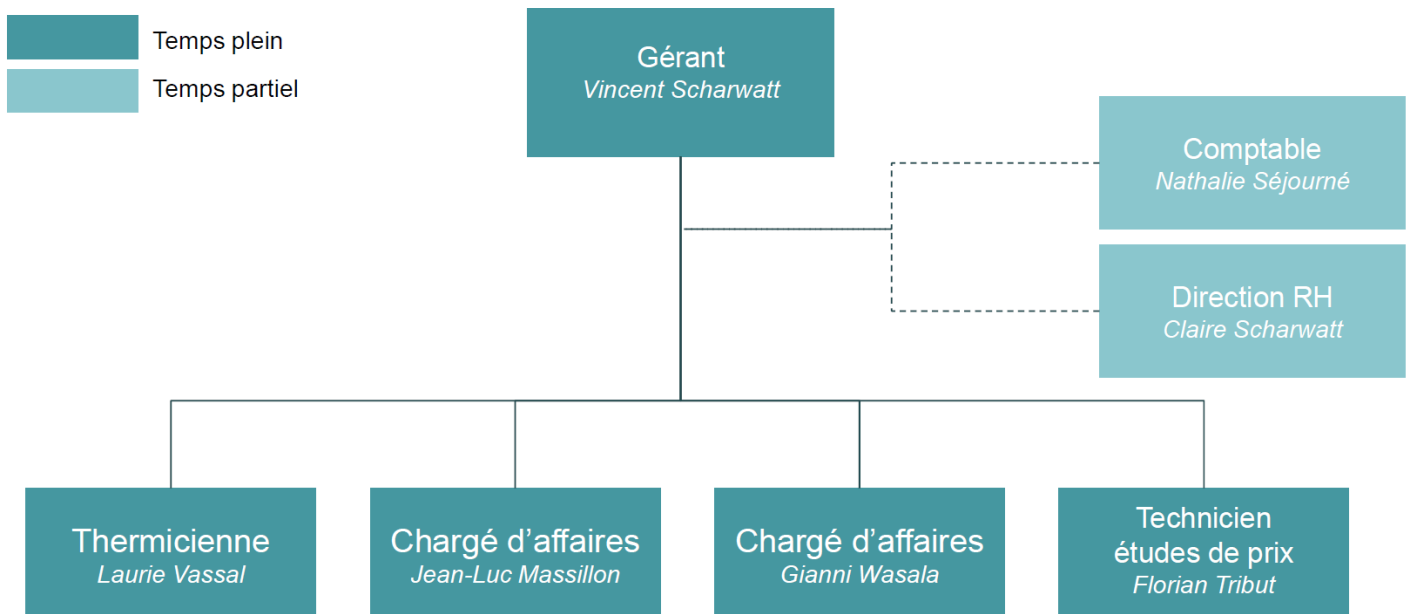 Temps plein
Temps partiel
Gérant
Vincent Scharwatt
Comptable
Nathalie Séjourné
Direction RH
Claire Scharwatt
Thermicienne
Laurie Vassal
Chargé d’affaires
Jean-Luc Massillon
Chargé d’affaires
Gianni Wasala
Technicien
études de prix
Florian Tribut